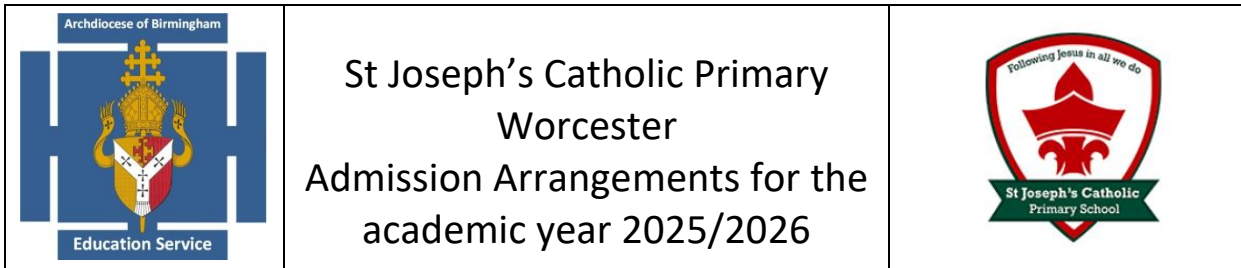 Archdiocese of Birmingham
Education Service
St Joseph’s Catholic Primary
Worcester
Admission Arrangements for the
academic year 2025/2026
Following Jesus in all we do
St Joseph's Catholic
Primary School